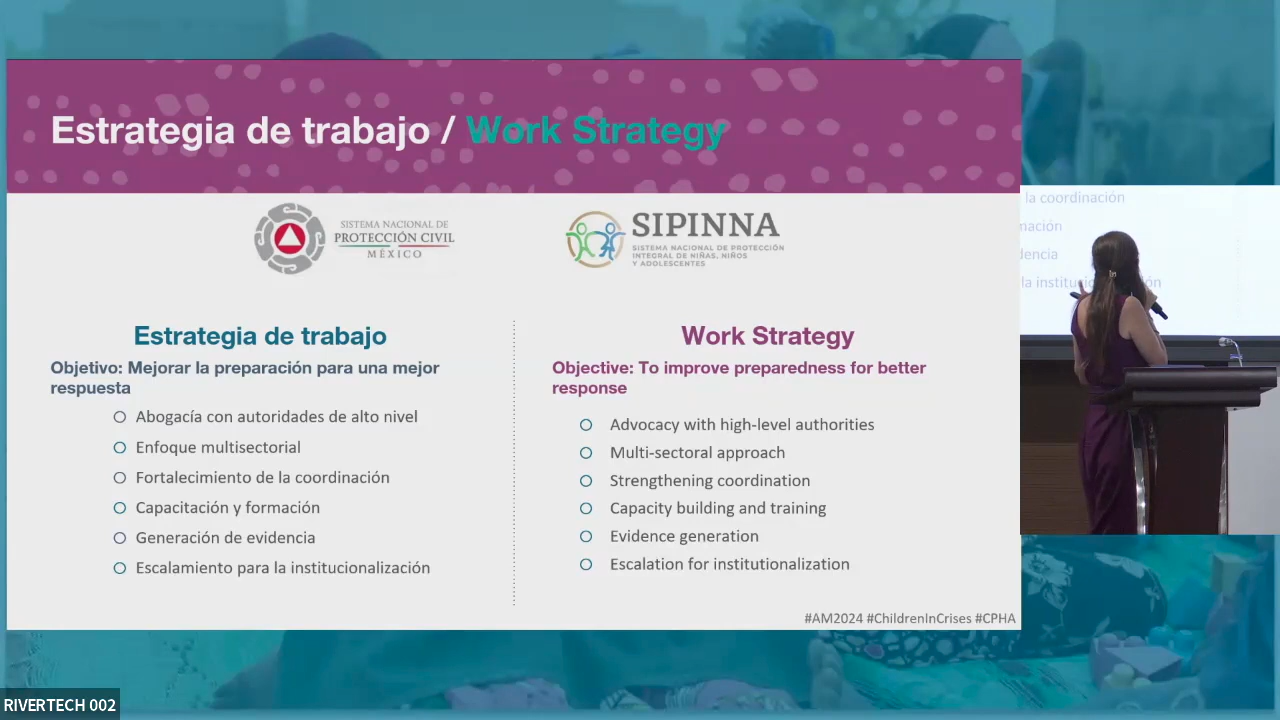 Estrategia de trabajo / Work Strategy
SISTEMA NACIONAL DE
PROTECCIÓN CIVIL
MÉXICO
SIPINNA
SISTEMA NACIONAL DE PROTECCIÓN
INTEGRAL DE NIÑAS, NIÑOS
Y ADOLESCENTES
Estrategia de trabajo
Objetivo: Mejorar la preparación para una mejor
respuesta
Abogacía con autoridades de alto nivel
Enfoque multisectorial
Fortalecimiento de la coordinación
Capacitación y formación
Generación de evidencia
Escalamiento para la institucionalización
Work Strategy
Objective: To improve preparedness for better
response
Advocacy with high-level authorities
Multi-sectoral approach
Strengthening coordination
Capacity building and training
Evidence generation
Escalation for institutionalization
#AM2024 #ChildrenInCrises #CPHA
la coordinación
la
RIVERTECH 002